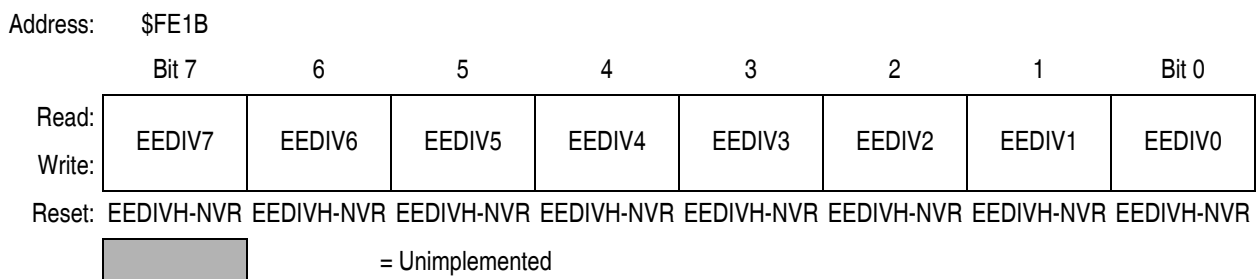 Address: $FE1B
Bit 7 6 5 4 3 2 1 Bit 0
Read:
EEDIV7 EEDIV6 EEDIV5 EEDIV4 EEDIV3 EEDIV2 EEDIV1 EEDIV0
Write:
Reset: EEDIVH-NVR EEDIVH-NVR EEDIVH-NVR EEDIVH-NVR EEDIVH-NVR EEDIVH-NVR EEDIVH-NVR EEDIVH-NVR
= Unimplemented